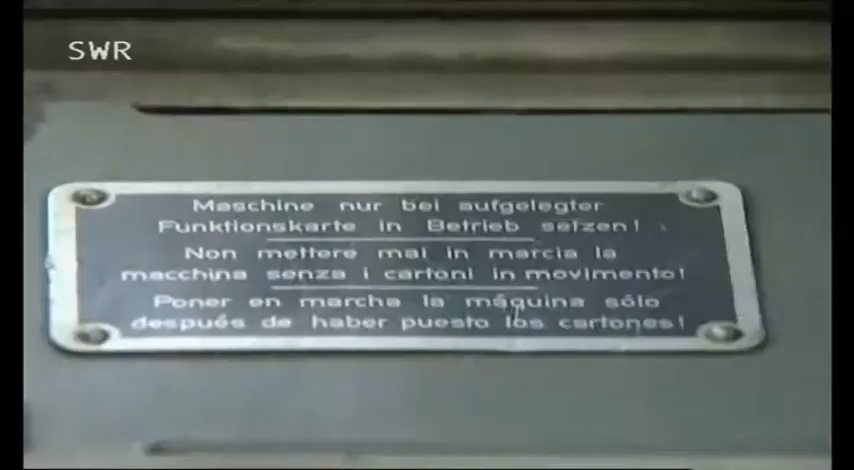 SWR
Maschine nur bei aufgelegter
Funktionskarte in Betrieb setzen!
Non mettere mai in marcia la
macchina senza i cartoni in movimento!
Poner en marcha la máquina sólo
después de haber puesto los cartones!